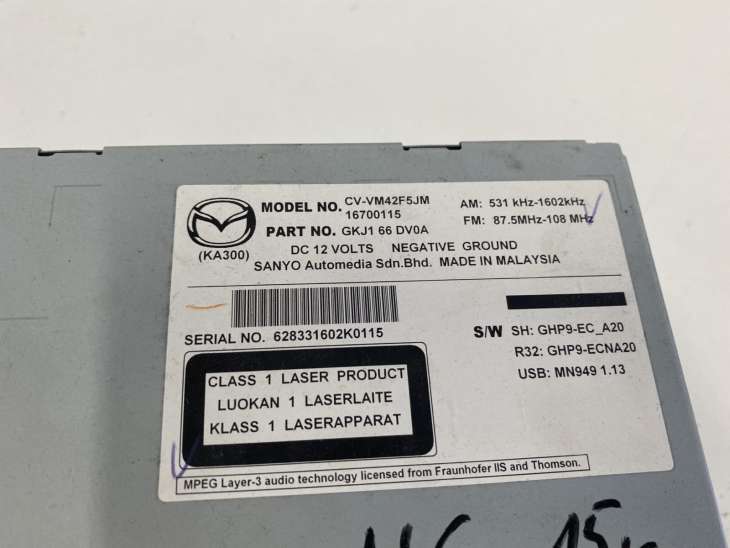 MODEL NO. CV-VM42F5JM
16700115
AM: 531 kHz-1602kHz
FM: 87.5MHz-108 MHz
PART NO. GKJ1 66 DV0A
(KA300)
DC 12 VOLTS NEGATIVE GROUND
SANYO Automedia Sdn.Bhd. MADE IN MALAYSIA
SERIAL NO. 628331602K0115
S/W SH: GHP9-EC_A20
R32: GHP9-ECNA20
USB: MN949 1.13
CLASS 1 LASER PRODUCT
LUOKAN 1 LASERLAITE
KLASS 1 LASERAPPARAT
MPEG Layer-3 audio technology licensed from Fraunhofer IIS and Thomson.